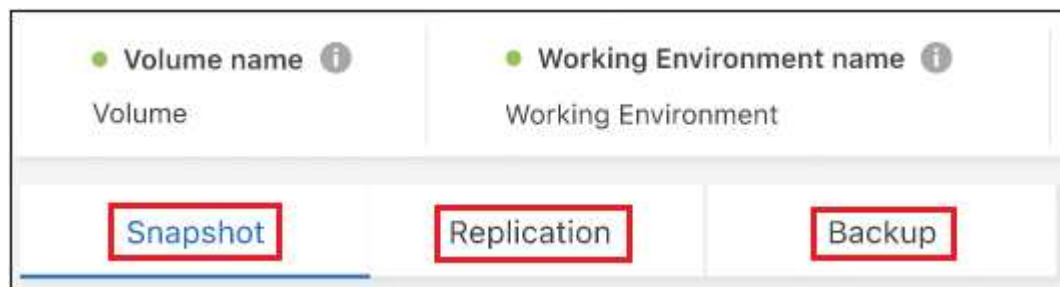 Volume name Working Environment name
Volume Working Environment
Snapshot Replication Backup